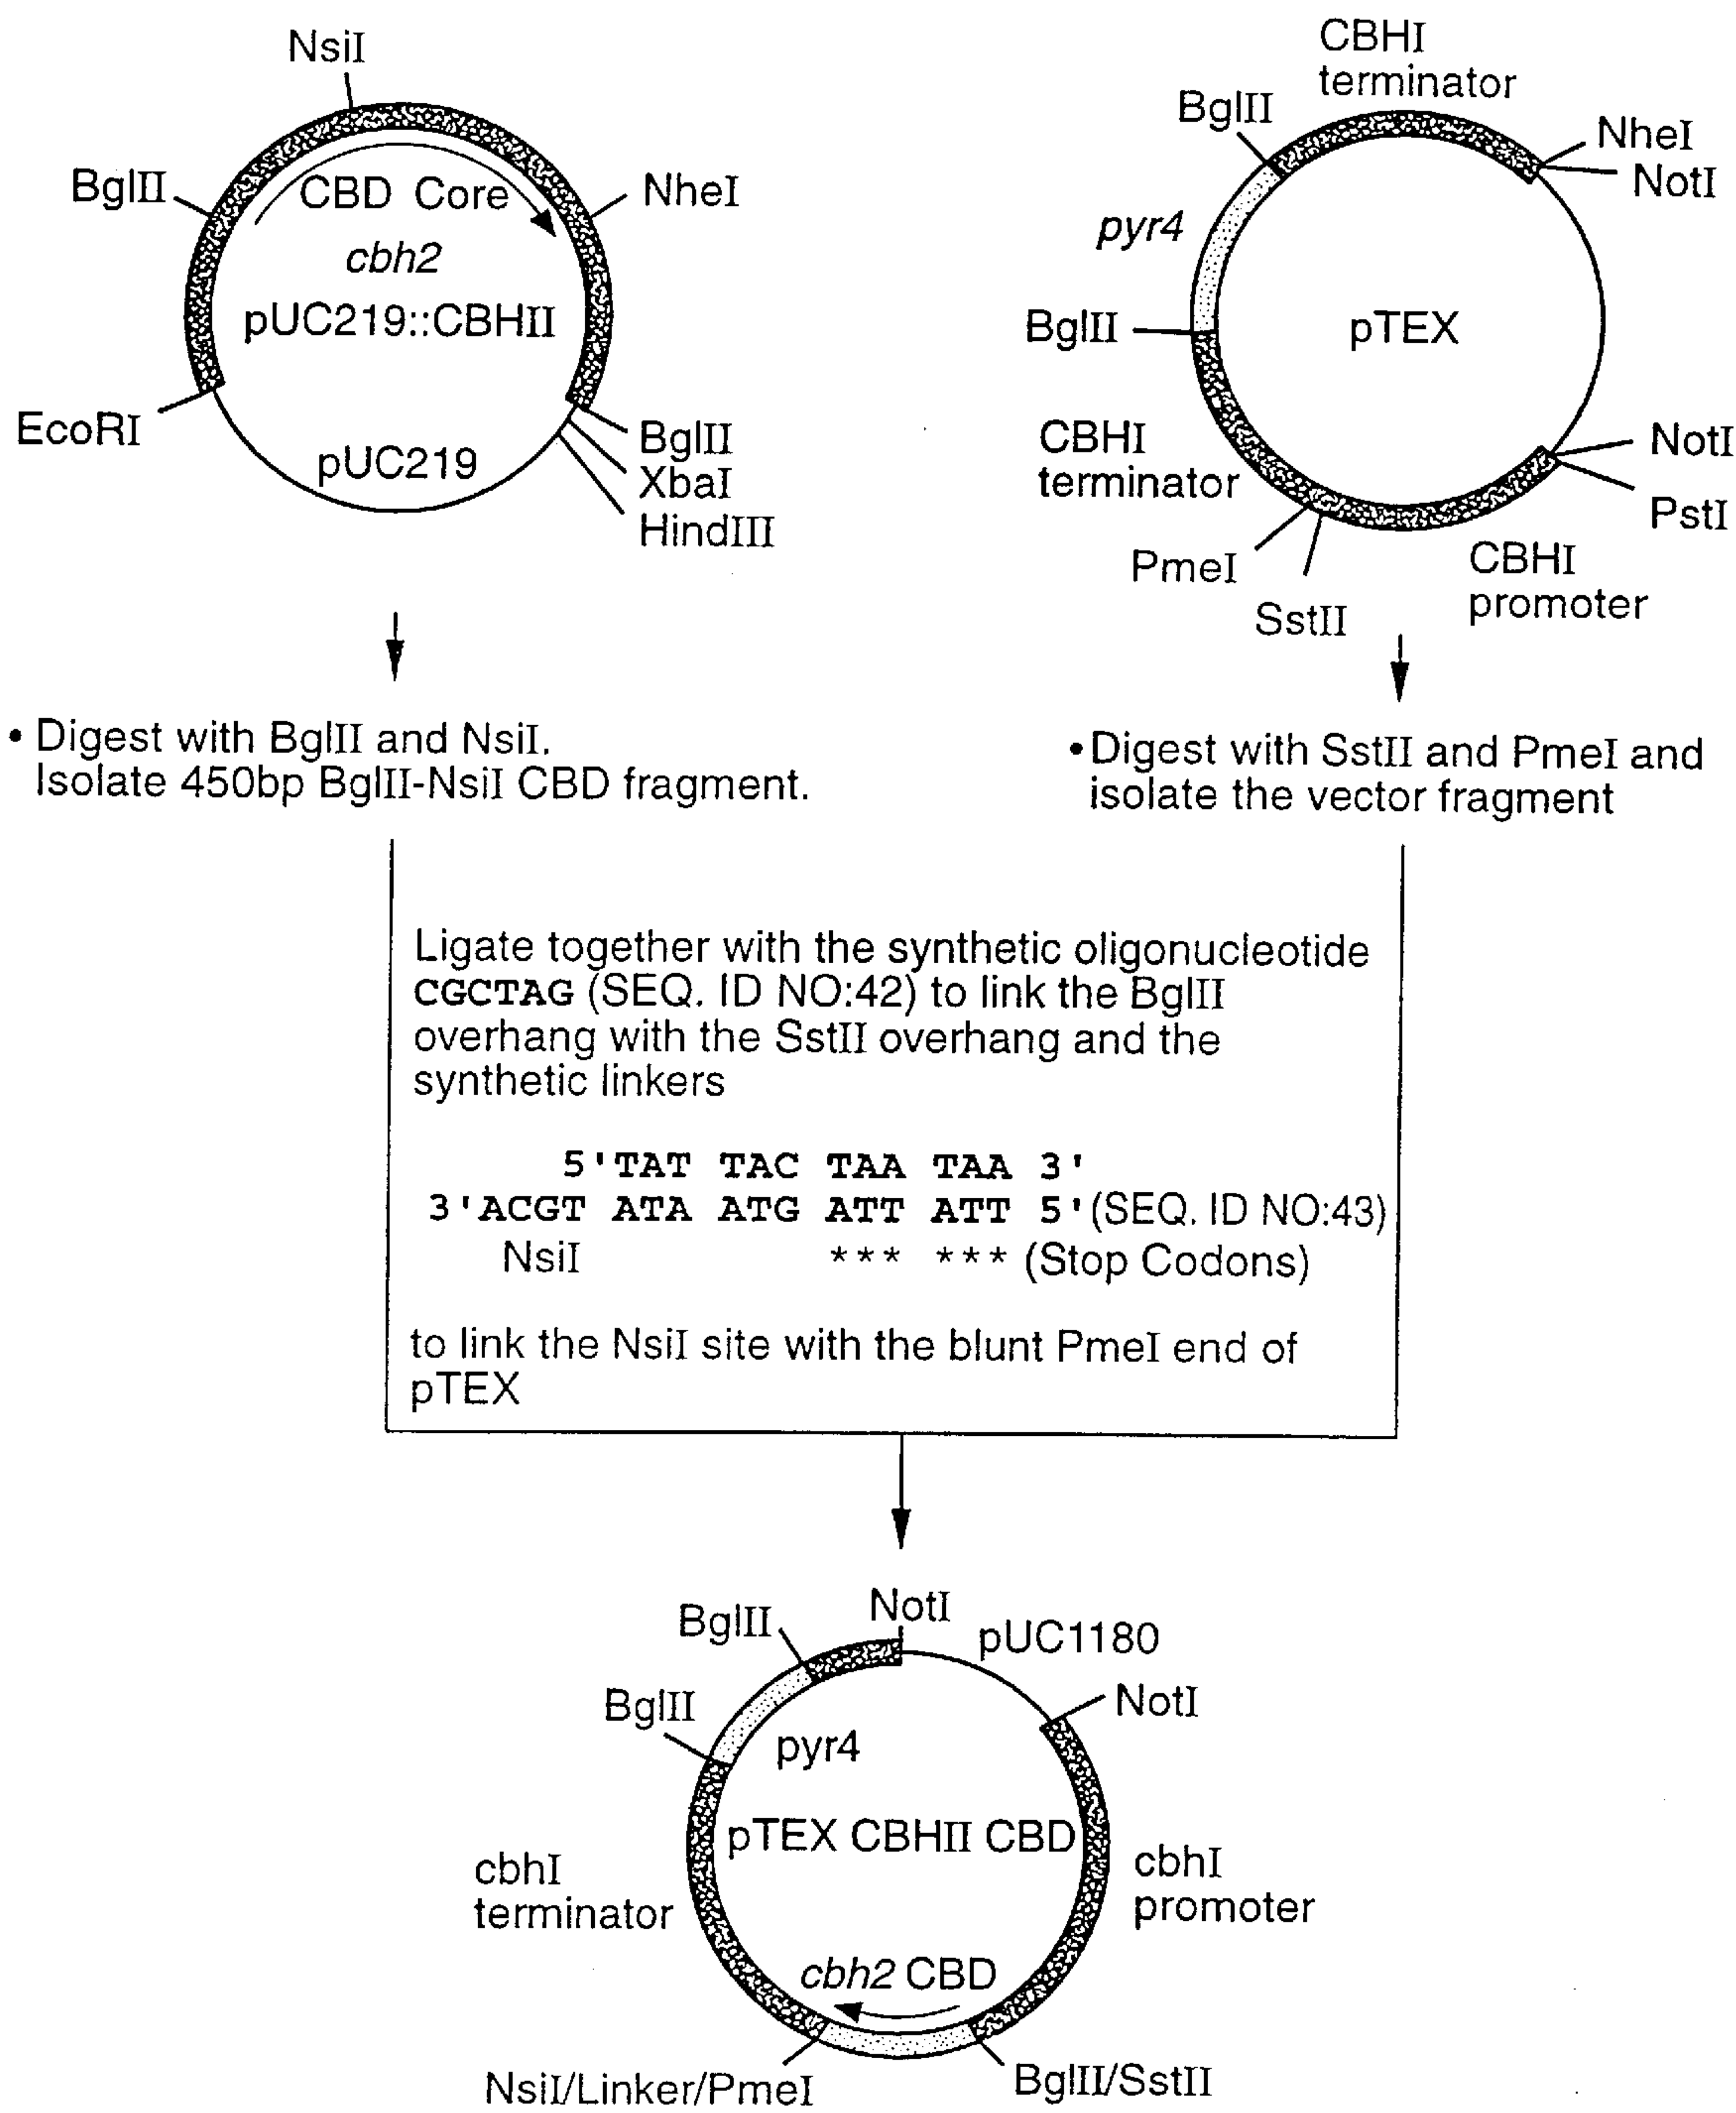 NsiI
BglII
CBD Core
NheI
cbh2
pUC219::CBHII
EcoRI
pUC219
BglII
XbaI
HindIII
CBHI
terminator
BglII
NheI
NotI
pyr4
BglII
pTEX
CBHI
terminator
NotI
PstI
PmeI
SstII
CBHI
promoter
• Digest with BglII and NsiI.
Isolate 450bp BglII-NsiI CBD fragment.
• Digest with SstII and PmeI and
isolate the vector fragment
Ligate together with the synthetic oligonucleotide
CGCTAG (SEQ. ID NO:42) to link the BglII
overhang with the SstII overhang and the
synthetic linkers
5'TAT TAC TAA TAA 3'
3'ACGT ATA ATG ATT ATT 5'(SEQ. ID NO:43)
NsiI *** *** (Stop Codons)
to link the NsiI site with the blunt PmeI end of
pTEX
NotI
BglII
pUC1180
BglII
NotI
pyr4
pTEX CBHII CBD
cbhI
terminator
cbhI
promoter
cbh2 CBD
NsiI/Linker/PmeI
BglII/SstII